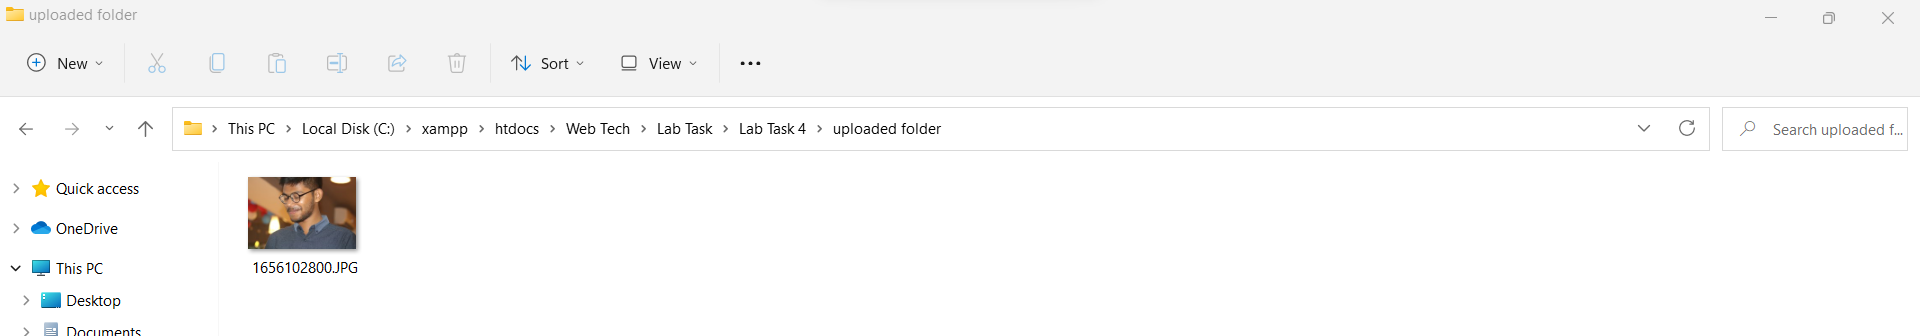 uploaded folder
New
Sort
View
This PC > Local Disk (C:) > xampp > htdocs > Web Tech > Lab Task > Lab Task 4 > uploaded folder
Search uploaded f...
Quick access
OneDrive
This PC
Desktop
Documents
1656102800.JPG